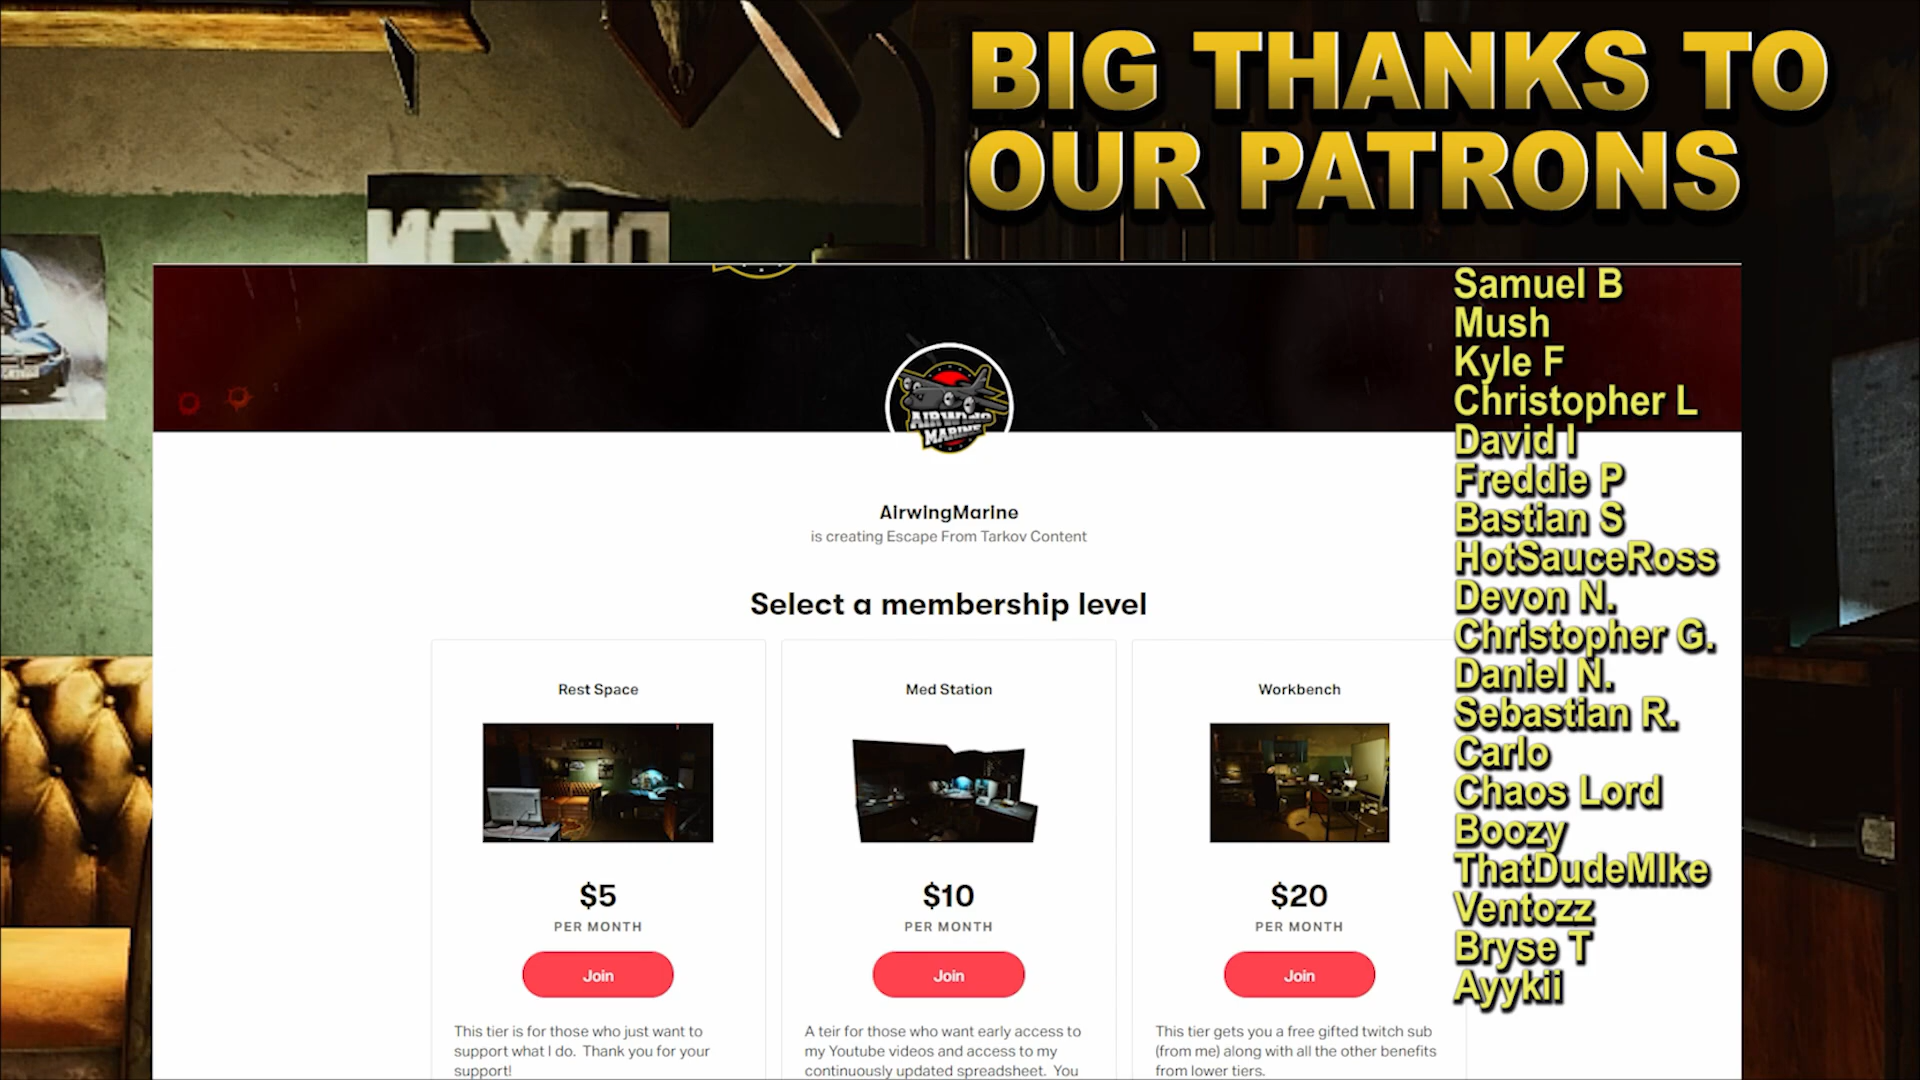 BIG THANKS TO
OUR PATRONS
Samuel B
Mush
Kyle F
Christopher L
David I
Freddie P
Bastian S
HotSauceRoss
Devon N.
Christopher G.
Daniel N.
Sebastian R.
Carlo
Chaos Lord
Boozy
ThatDudeMIke
Ventozz
Bryse T
Ayykii
AIRWING
MARINE
AirwingMarine
is creating Escape From Tarkov Content
Select a membership level
Rest Space
$5
PER MONTH
Join
This tier is for those who just want to
support what I do. Thank you for your
support!
Med Station
$10
PER MONTH
Join
A teir for those who want early access to
my Youtube videos and access to my
continuously updated spreadsheet. You
Workbench
$20
PER MONTH
Join
This tier gets you a free gifted twitch sub
(from me) along with all the other benefits
from lower tiers.